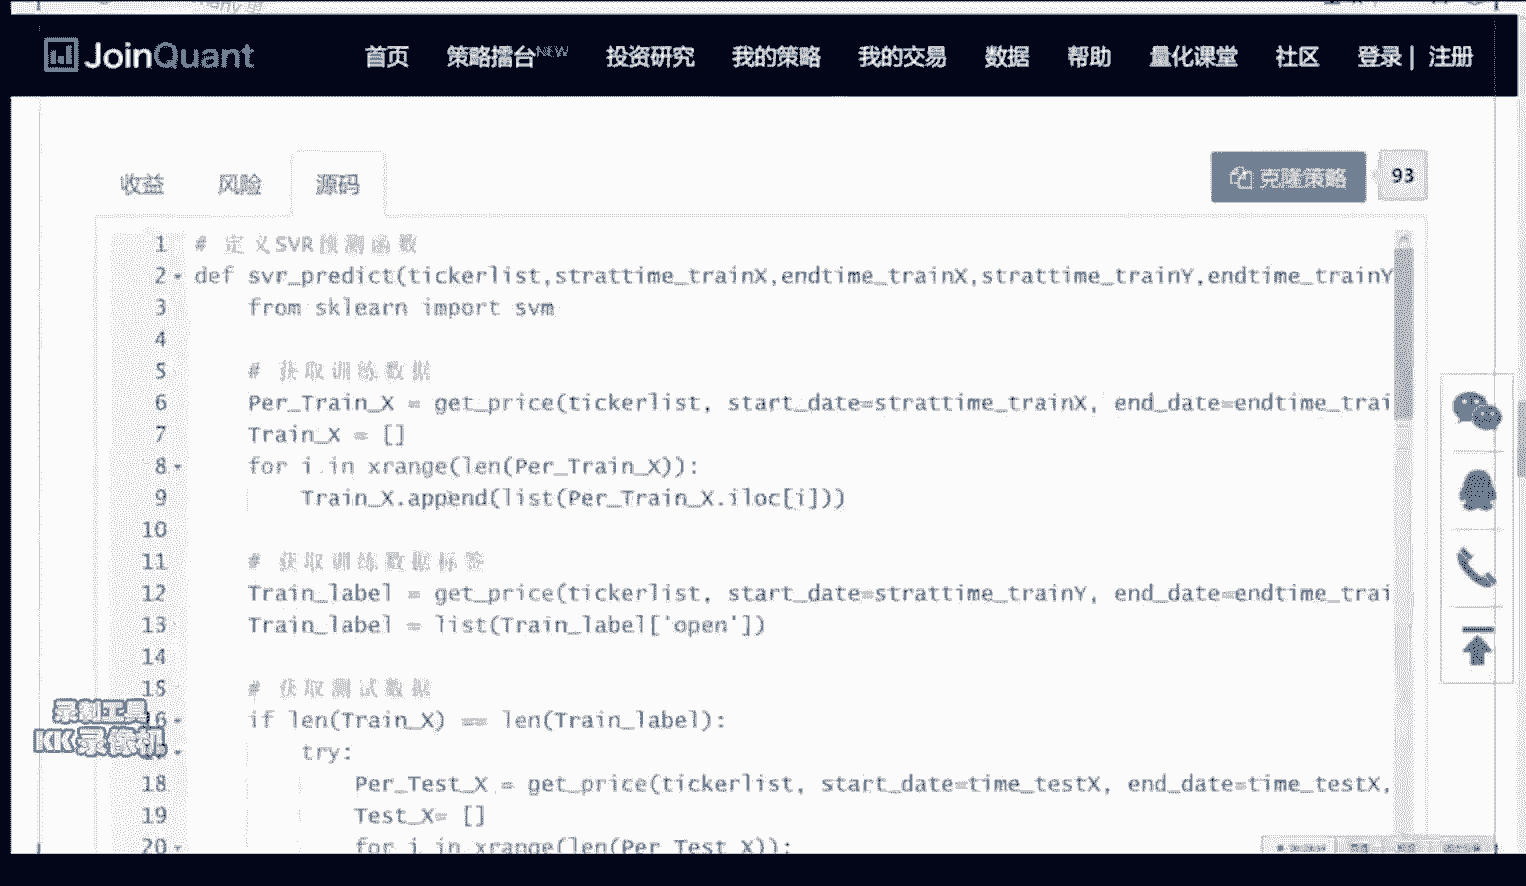 JoinQuant 首页 策略擂台NEW 投资研究 我的策略 我的交易 数据 帮助 量化课堂 社区 登录 | 注册
收益 风险 源码 克隆策略 93
1 # 定义SVR预测函数
2 def svr_predict(tickerlist,strattime_trainX,endtime_trainX,strattime_trainY,endtime_trainY
3 from sklearn import svm
4
5 # 获取训练数据
6 Per_Train_X = get_price(tickerlist, start_date=strattime_trainX, end_date=endtime_trai
7 Train_X = []
8 for i in xrange(len(Per_Train_X)):
9 Train_X.append(list(Per_Train_X.iloc[i]))
10
11 # 获取训练数据标签
12 Train_label = get_price(tickerlist, start_date=strattime_trainY, end_date=endtime_trai
13 Train_label = list(Train_label['open'])
14
15 # 获取测试数据
录制工具
16 if len(Train_X) == len(Train_label):
KK录像机
try:
18 Per_Test_X = get_price(tickerlist, start_date=time_testX, end_date=time_testX,
19 Test_X= []
20 for i in xrange(len(Per_Test_X)):